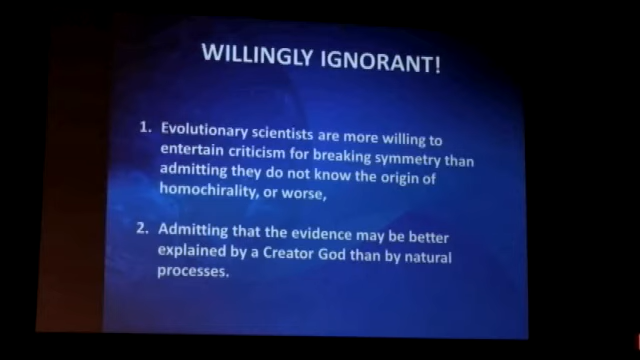 WILLINGLY IGNORANT!
1. Evolutionary scientists are more willing to
entertain criticism for breaking symmetry than
admitting they do not know the origin of
homochirality, or worse,
2. Admitting that the evidence may be better
explained by a Creator God than by natural
processes.